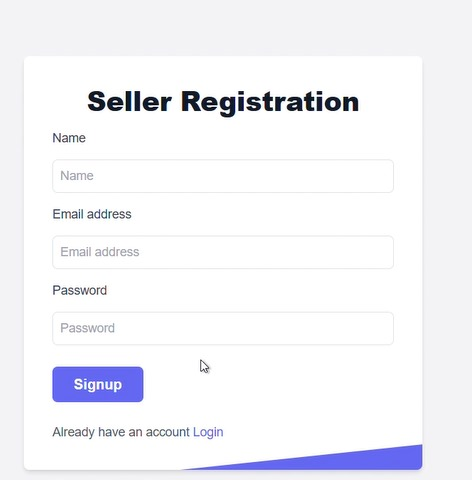 Seller Registration
Name
Name
Email address
Email address
Password
Password
Signup
Already have an account Login